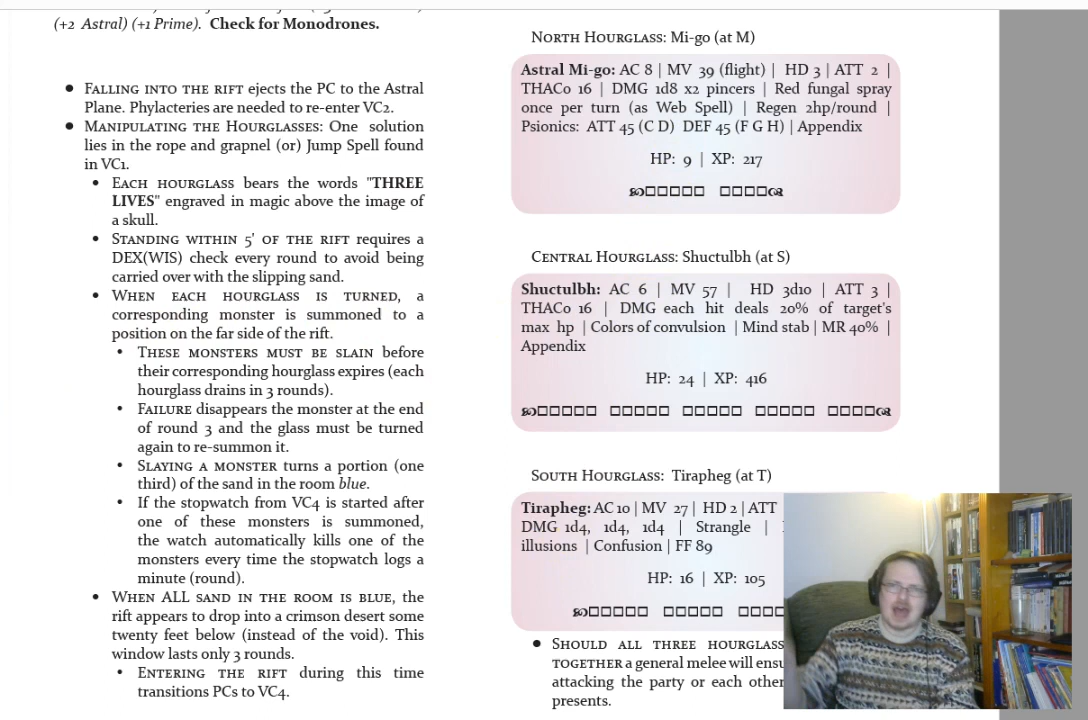 (+2 Astral) (+1 Prime). Check for Monodrones.
• FALLING INTO THE RIFT ejects the PC to the Astral
Plane. Phylacteries are needed to re-enter VC2.
• MANIPULATING THE HOURGLASSES: One solution
lies in the rope and grapnel (or) Jump Spell found
in VC1.
• EACH HOURGLASS bears the words "THREE
LIVES" engraved in magic above the image of
a skull.
• STANDING WITHIN 5' OF THE RIFT requires a
DEX(WIS) check every round to avoid being
carried over with the slipping sand.
• WHEN EACH HOURGLASS IS TURNED, a
corresponding monster is summoned to a
position on the far side of the rift.
• THESE MONSTERS MUST BE SLAIN before
their corresponding hourglass expires (each
hourglass drains in 3 rounds).
• FAILURE disappears the monster at the end
of round 3 and the glass must be turned
again to re-summon it.
• SLAYING A MONSTER turns a portion (one
third) of the sand in the room blue.
• If the stopwatch from VC4 is started after
one of these monsters is summoned,
the watch automatically kills one of the
monsters every time the stopwatch logs a
minute (round).
• WHEN ALL SAND IN THE ROOM IS BLUE, the
rift appears to drop into a crimson desert some
twenty feet below (instead of the void). This
window lasts only 3 rounds.
• ENTERING THE RIFT during this time
transitions PCs to VC4.
NORTH HOURGLASS: Mi-go (at M)
Astral Mi-go: AC 8 | MV 39 (flight) | HD 3 | ATT 2 |
THACo 16 | DMG 1d8 x2 pincers | Red fungal spray
once per turn (as Web Spell) | Regen 2hp/round |
Psionics: ATT 45 (C D) DEF 45 (F G H) | Appendix
HP: 9 | XP: 217
CENTRAL HOURGLASS: Shuctulbh (at S)
Shuctulbh: AC 6 | MV 57 | HD 3d10 | ATT 3 |
THACo 16 | DMG each hit deals 20% of target's
max hp | Colors of convulsion | Mind stab | MR 40% |
Appendix
HP: 24 | XP: 416
SOUTH HOURGLASS: Tirapheg (at T)
Tirapheg: AC 10 | MV 27 | HD 2 | ATT
DMG 1d4, 1d4, 1d4 | Strangle |
illusions | Confusion | FF 89
HP: 16 | XP: 105
• SHOULD ALL THREE HOURGLASS
TOGETHER a general melee will ensu
attacking the party or each other
presents.